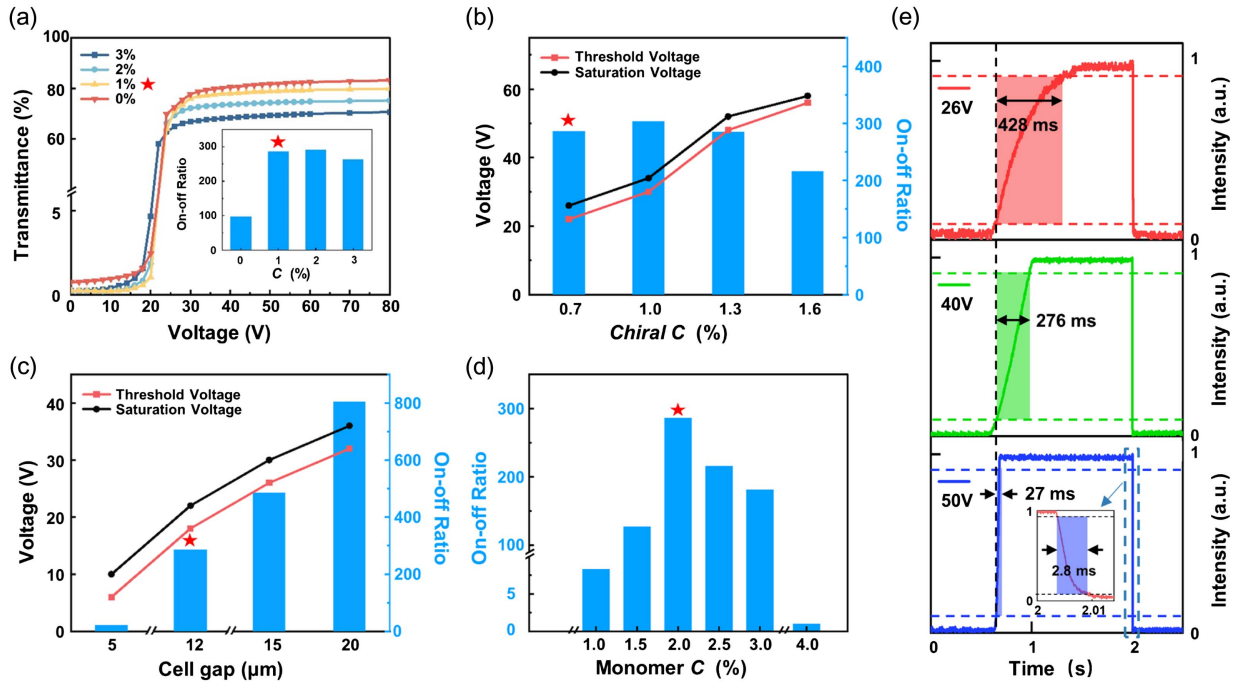 (a)
Transmittance (%)
100
80
60
5
0
3%
2%
1%
0%
0 10 20 30 40 50 60 70 80
Voltage (V)
On-off Ratio
300
200
100
0
0 1 2 3
C (%)
(b)
Voltage (V)
60
40
20
0
Threshold Voltage
Saturation Voltage
400
300
200
100
0
On-off Ratio
0.7 1.0 1.3 1.6
Chiral C (%)
(c)
Voltage (V)
40
30
20
10
0
Threshold Voltage
Saturation Voltage
800
600
400
200
0
On-off Ratio
5 12 15 20
Cell gap (μm)
(d)
On-off Ratio
300
200
100
5
0
1.0 1.5 2.0 2.5 3.0 4.0
Monomer C (%)
(e)
26V
428 ms
1
0
Intensity (a.u.)
40V
276 ms
1
0
Intensity (a.u.)
50V
27 ms
1
0
Intensity (a.u.)
1
2.8 ms
0
2 2.01
0 1 2 2.5
Time (s)